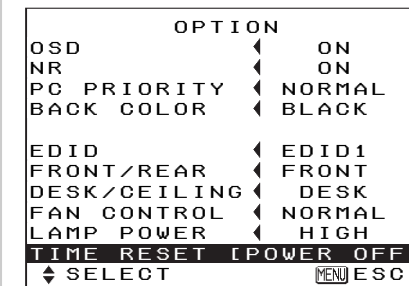 OPTION
OSD ON
NR ON
PC PRIORITY NORMAL
BACK COLOR BLACK
EDID EDID1
FRONT/REAR FRONT
DESK/CEILING DESK
FAN CONTROL NORMAL
LAMP POWER HIGH
TIME RESET [POWER OFF
SELECT MENU ESC